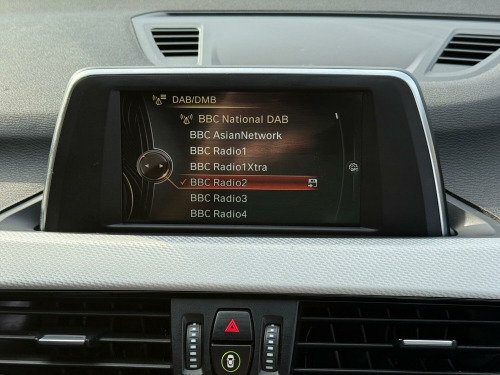 DAB/DMB
BBC National DAB
BBC AsianNetwork
BBC Radio1
BBC Radio1Xtra
BBC Radio2
BBC Radio3
BBC Radio4